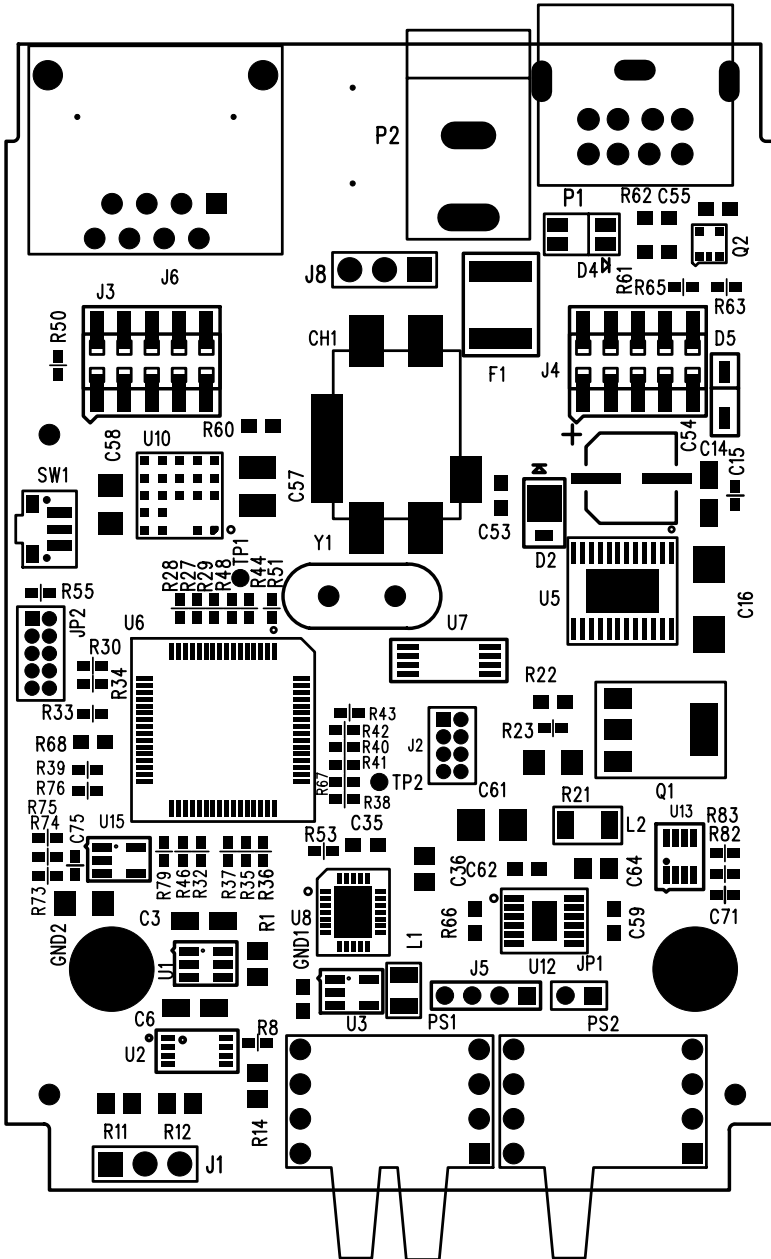 P2
P1
R62
C55
Q2
J6
J8
D4
R61
R65
R63
J3
R50
CH1
F1
J4
D5
C58
U10
R60
C57
C54
C14
C15
+
SW1
C53
D2
Y1
TP1
R28
R27
R29
R48
R44
R51
R55
JP2
U6
U7
U5
C16
R30
R34
R33
R68
R39
R76
R22
R23
R43
R42
R40
R41
R67
R38
TP2
J2
Q1
R75
R74
R73
C75
U15
R79
R46
R32
R37
R35
R36
R53
C35
C61
R21
L2
U13
R83
R82
C71
C36
C62
C64
GND2
C3
R1
U8
GND1
L1
R66
C59
U12
U1
J5
JP1
C6
U3
PS1
PS2
U2
R8
R14
R11
R12
J1